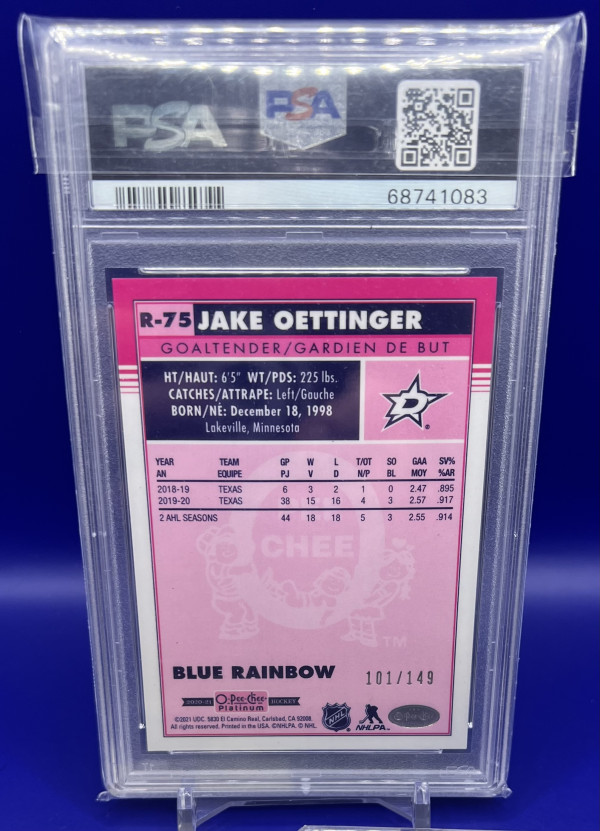 PSA
PSA
68741083
R-75 JAKE OETTINGER
GOALTENDER/GARDIEN DE BUT
HT/HAUT: 6'5" WT/PDS: 225 lbs.
CATCHES/ATTRAPE: Left/Gauche
BORN/NÉ: December 18, 1998
Lakeville, Minnesota
D
YEAR TEAM GP W L T/OT SO GAA SV%
AN EQUIPE PJ V D N/P BL MOY %AR
2018-19 TEXAS 6 3 2 1 0 2.47 .895
2019-20 TEXAS 38 15 16 4 3 2.57 .917
2 AHL SEASONS 44 18 18 5 3 2.55 .914
CHEE
TM
BLUE RAINBOW 101/149
2020-21 O-Pee-Chee HOCKEY
Platinum
©2021 UDC. 5830 El Camino Real, Carlsbad, CA 92008.
All rights reserved. Printed in the USA. ©NHLPA. © NHL.
NHL
NHLPA